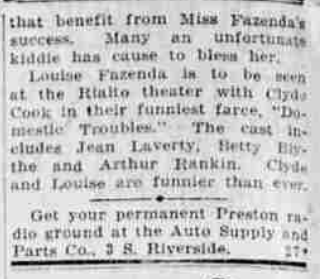 that benefit from Miss Fazenda's
success. Many an unfortunate
kiddie has cause to bless her.
Louise Fazenda is to be seen
at the Rialto theater with Clyde
Cook in their funniest farce, "Do-
mestic Troubles." The cast in-
cludes Jean Laverty, Betty Bly-
the and Arthur Rankin. Clyde
and Louise are funnier than ever.
Get your permanent Preston ra-
dio ground at the Auto Supply and
Parts Co., 3 S. Riverside. 27*